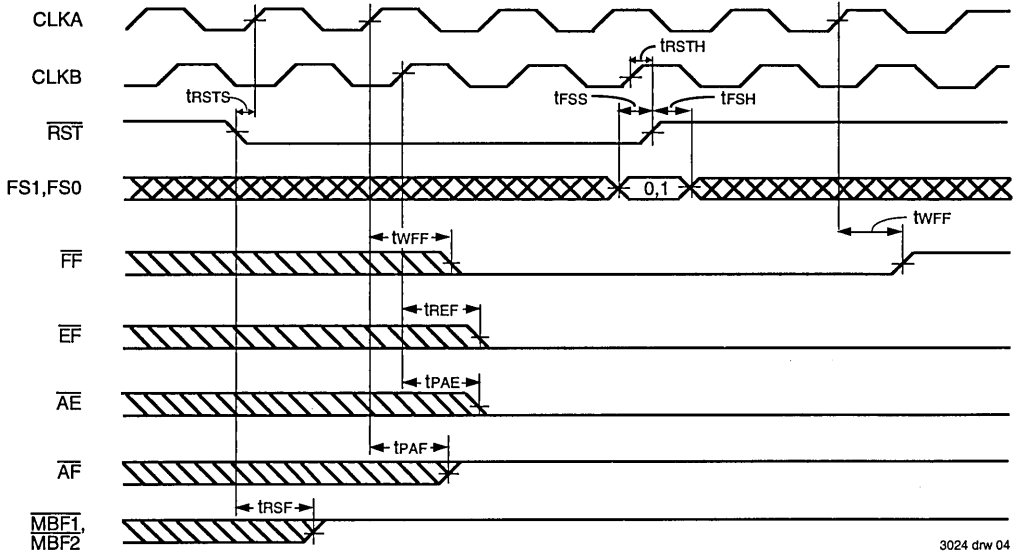 CLKA
tRSTH
CLKB
tRSTS
tFSS
tFSH
RST
FS1,FS0
0,1
tWFF
tWFF
FF
tREF
EF
tPAE
AE
tPAF
AF
tRSF
MBF1,
MBF2
3024 drw 04